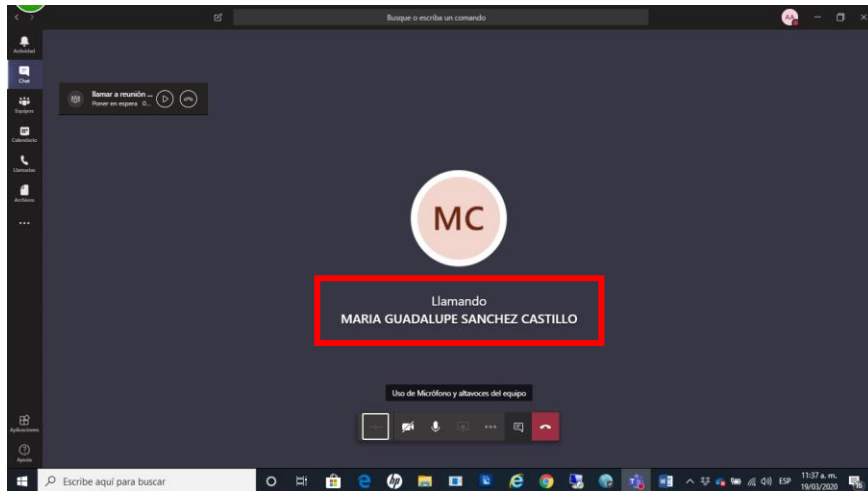 Busque o escriba un comando
AA
Actividad
Chat
Equipos
Calendario
Llamadas
Archivos
llamar a reunión ...
Poner en espera 0...
MC
Llamando
MARIA GUADALUPE SANCHEZ CASTILLO
Uso de Micrófono y altavoces del equipo
Aplicaciones
Ayuda
Escribe aquí para buscar
ESP
11:37 a. m.
19/03/2020